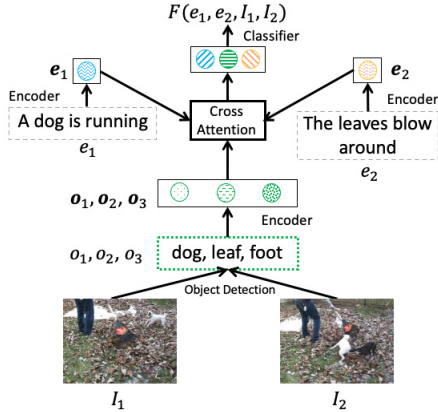 F(e₁, e₂, I₁, I₂)
Classifier
e₁
e₂
Encoder
Encoder
A dog is running
Cross
Attention
The leaves blow
around
e₁
e₂
o₁, o₂, o₃
Encoder
o₁, o₂, o₃
dog, leaf, foot
Object Detection
I₁
I₂